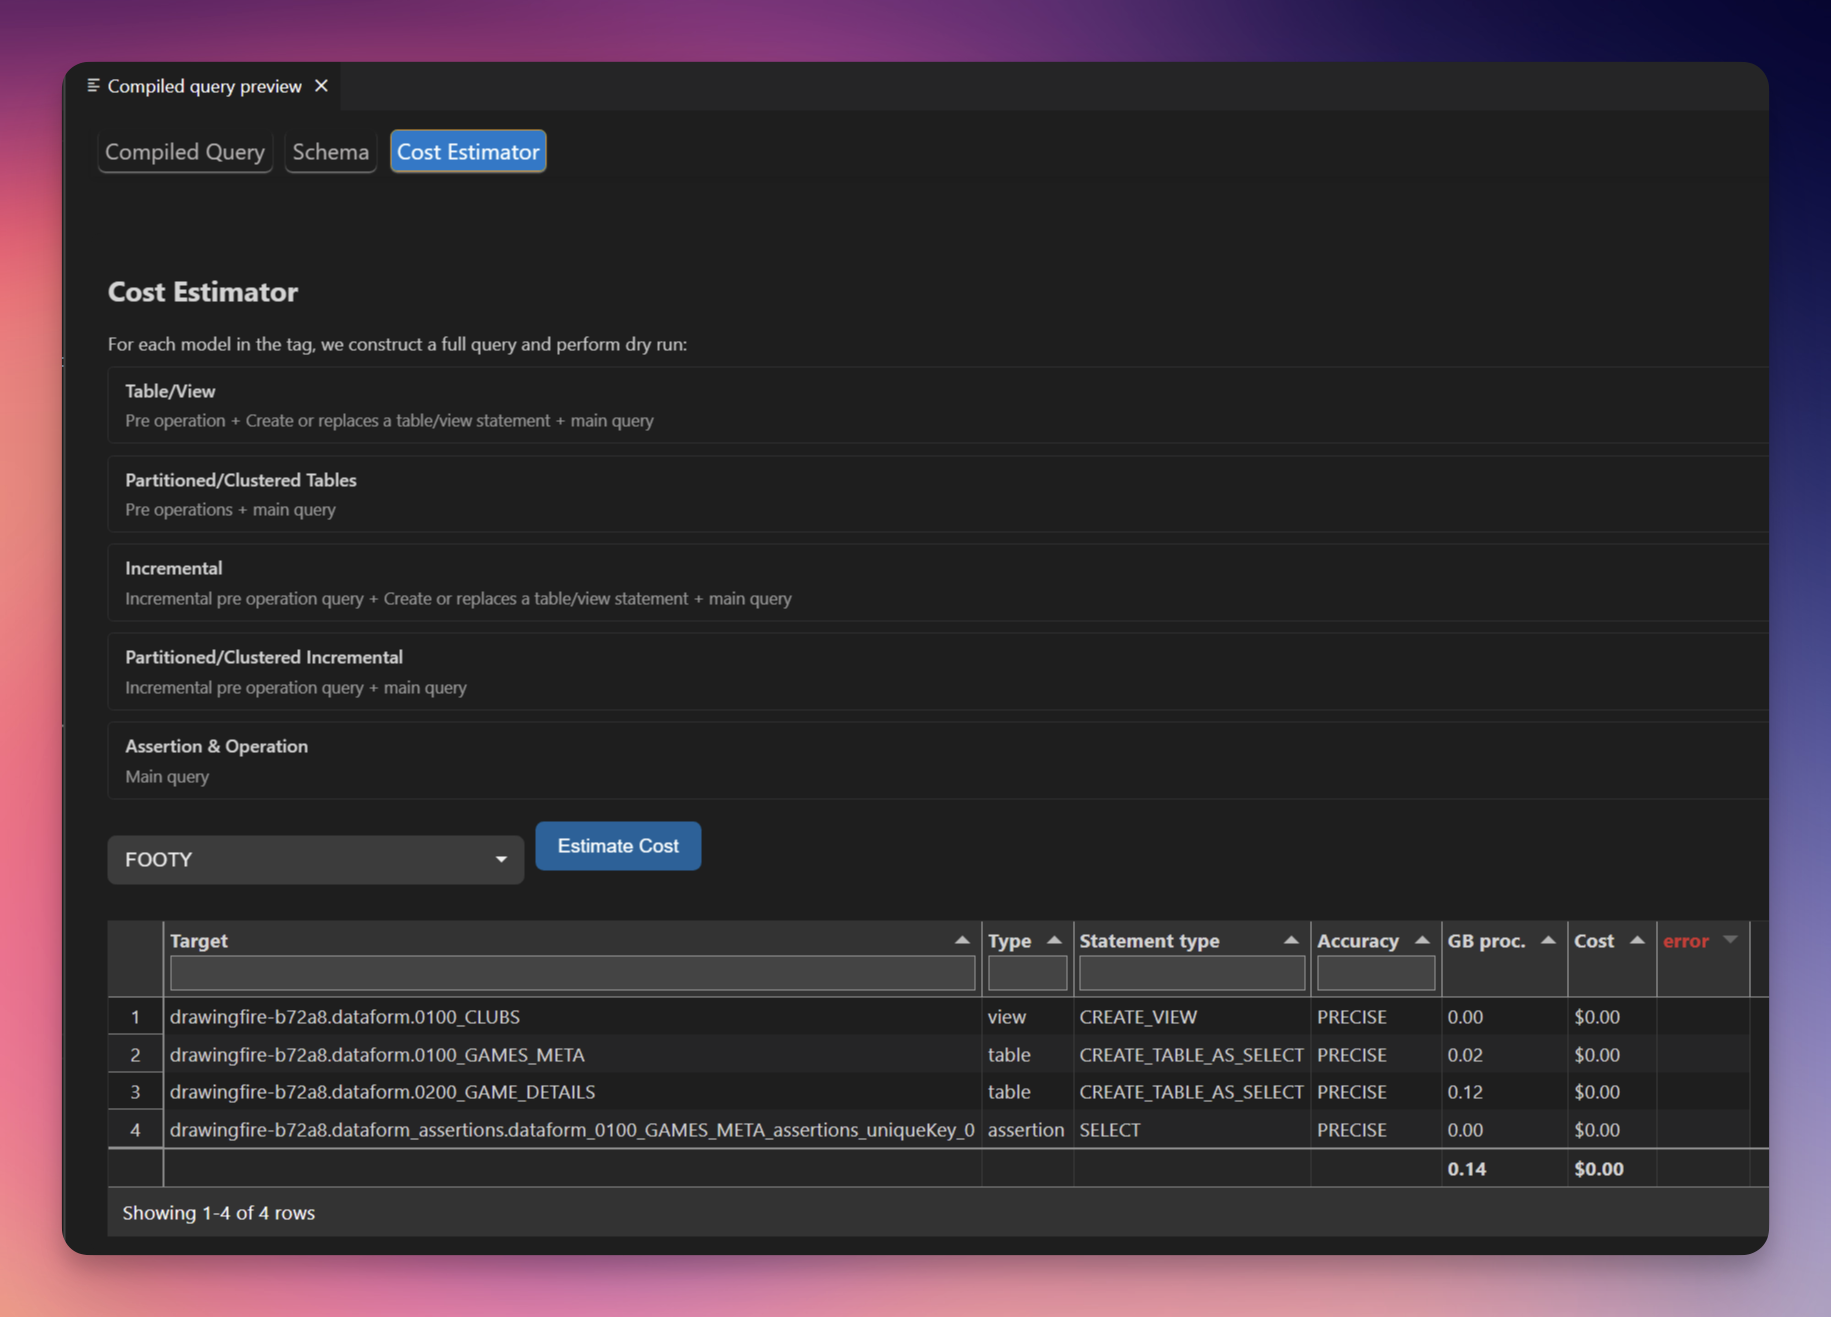 Compiled query preview
Compiled Query Schema Cost Estimator
Cost Estimator
For each model in the tag, we construct a full query and perform dry run:
Table/View
Pre operation + Create or replaces a table/view statement + main query
Partitioned/Clustered Tables
Pre operations + main query
Incremental
Incremental pre operation query + Create or replaces a table/view statement + main query
Partitioned/Clustered Incremental
Incremental pre operation query + main query
Assertion & Operation
Main query
FOOTY Estimate Cost
Target Type Statement type Accuracy GB proc. Cost error
1 drawingfire-b72a8.dataform.0100_CLUBS view CREATE_VIEW PRECISE 0.00 $0.00
2 drawingfire-b72a8.dataform.0100_GAMES_META table CREATE_TABLE_AS_SELECT PRECISE 0.02 $0.00
3 drawingfire-b72a8.dataform.0200_GAME_DETAILS table CREATE_TABLE_AS_SELECT PRECISE 0.12 $0.00
4 drawingfire-b72a8.dataform_assertions.dataform_0100_GAMES_META_assertions_uniqueKey_0 assertion SELECT PRECISE 0.00 $0.00
0.14 $0.00
Showing 1-4 of 4 rows